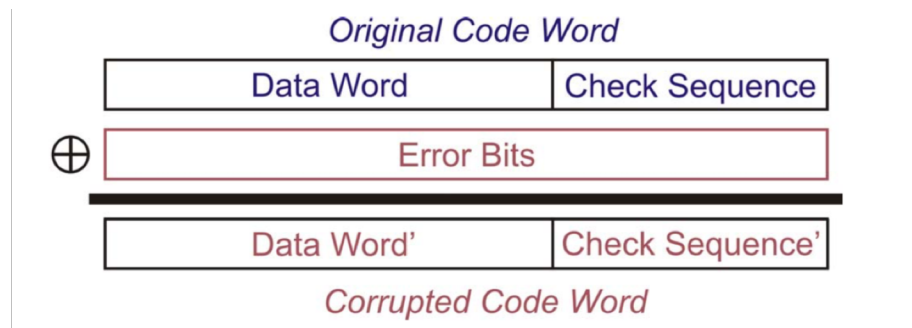 Original Code Word
Data Word Check Sequence
⊕ Error Bits
Data Word’ Check Sequence’
Corrupted Code Word